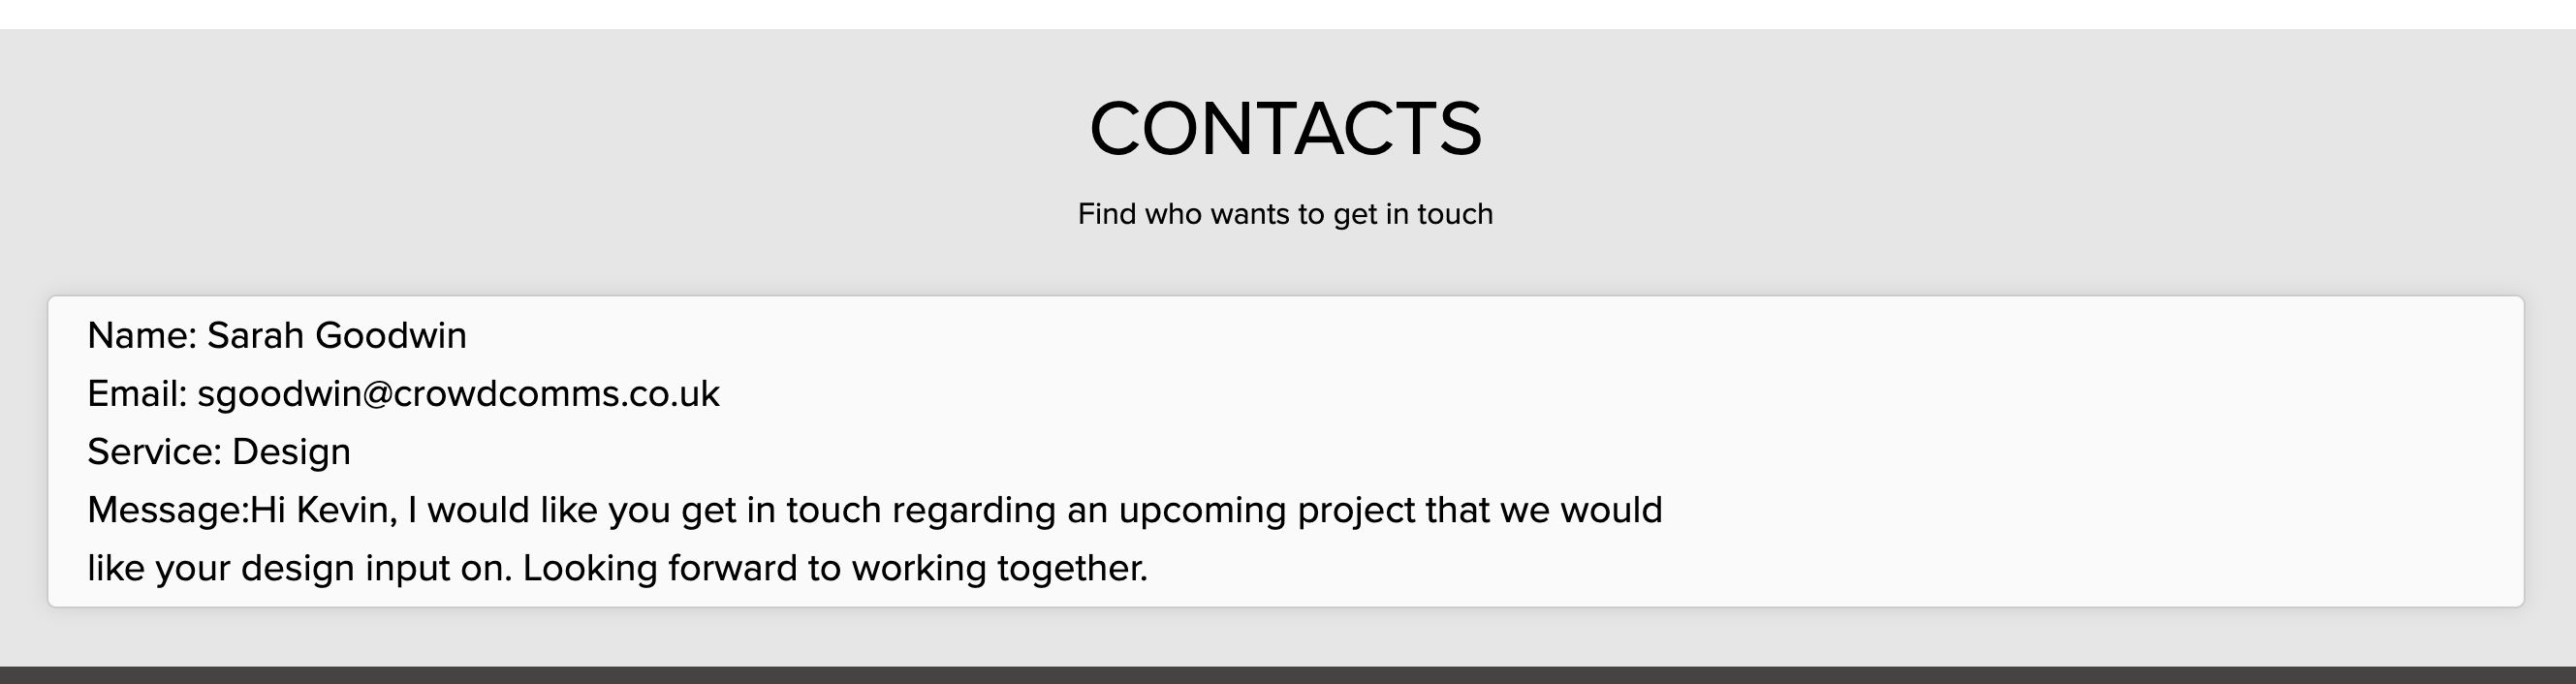 CONTACTS
Find who wants to get in touch
Name: Sarah Goodwin
Email: sgoodwin@crowdcomms.co.uk
Service: Design
Message:Hi Kevin, I would like you get in touch regarding an upcoming project that we would
like your design input on. Looking forward to working together.